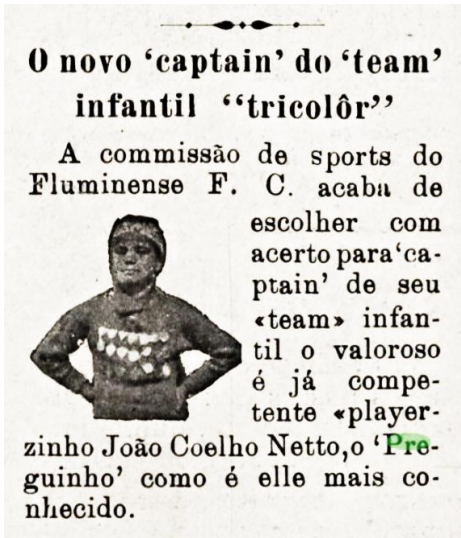 O novo ‘captain’ do ‘team’
infantil “tricolôr”
A commissão de sports do
Fluminense F. C. acaba de
escolher com
acerto para‘ca-
ptain’ de seu
«team» infan-
til o valoroso
é já compe-
tente «player-
zinho João Coelho Netto,o ‘Pre-
guinho’ como é elle mais co-
nhecido.